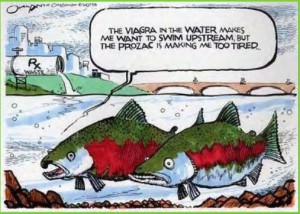 THE VIAGRA IN THE WATER MAKES
ME WANT TO SWIM UPSTREAM, BUT
THE PROZAC IS MAKING ME TOO TIRED.
Rx
WASTE